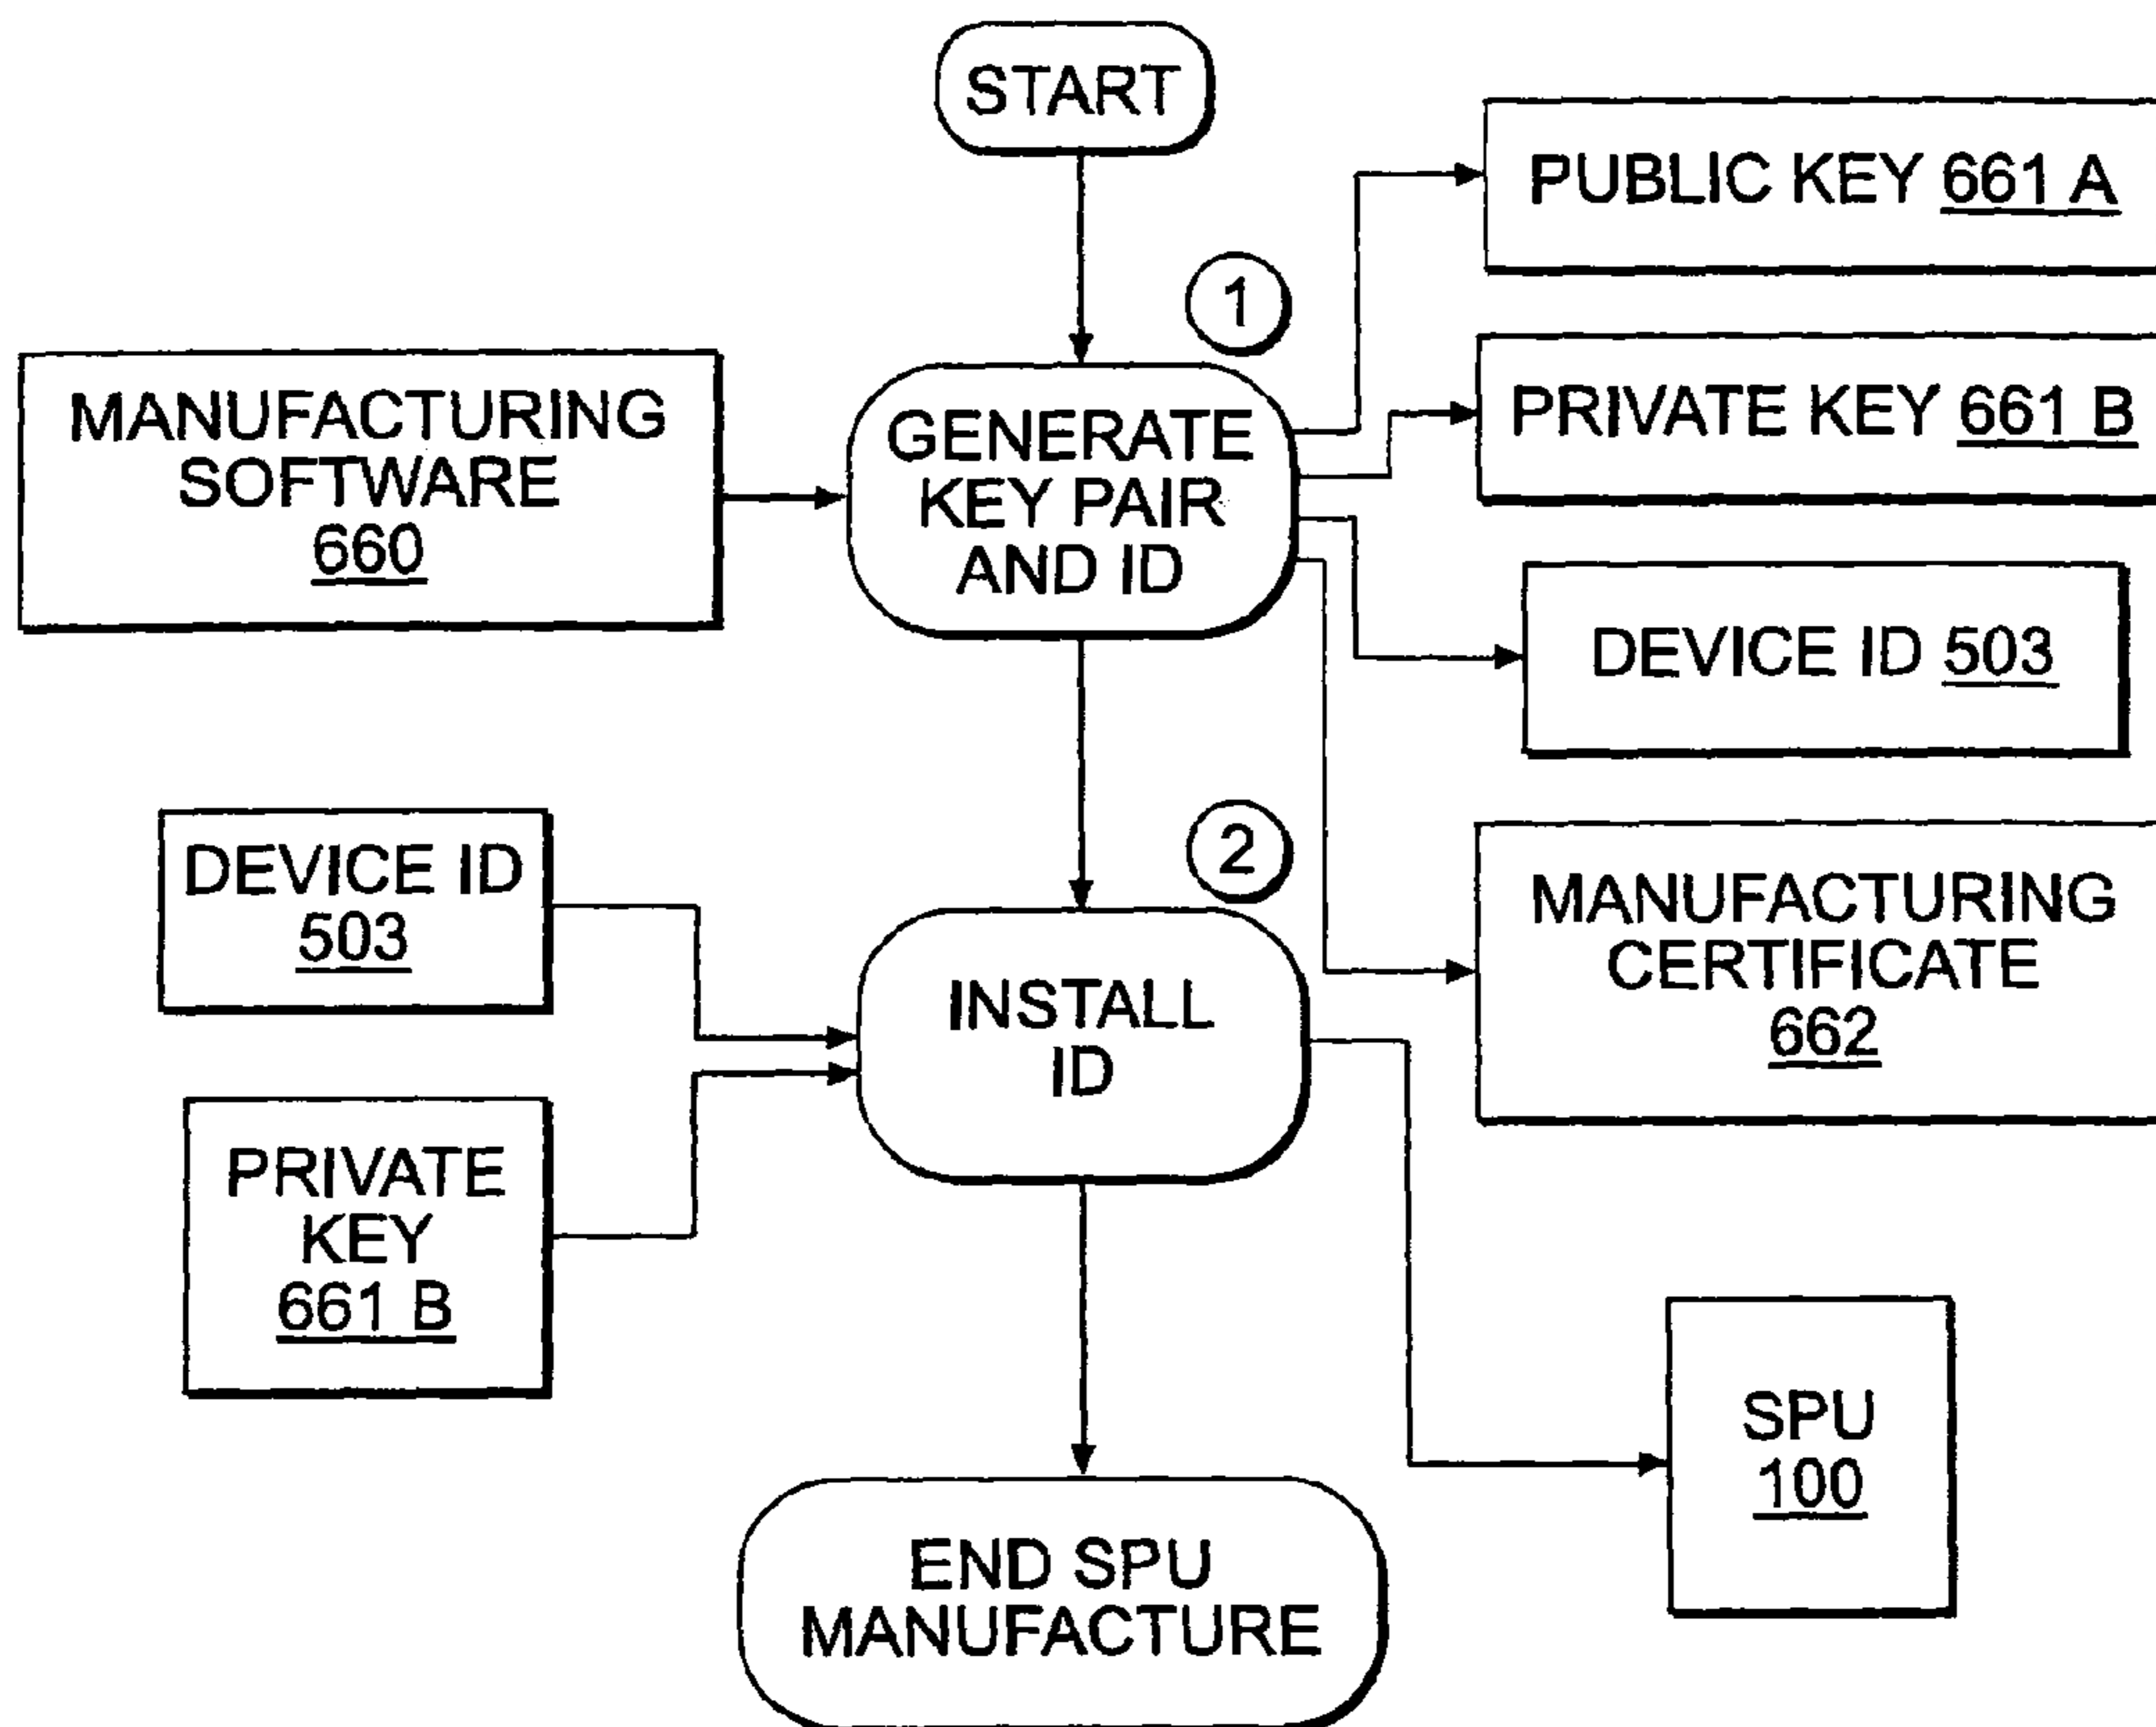 START
PUBLIC KEY 661 A
1
PRIVATE KEY 661 B
MANUFACTURING
SOFTWARE
660
GENERATE
KEY PAIR
AND ID
DEVICE ID 503
2
DEVICE ID
503
MANUFACTURING
CERTIFICATE
662
INSTALL
ID
PRIVATE
KEY
661 B
SPU
100
END SPU
MANUFACTURE